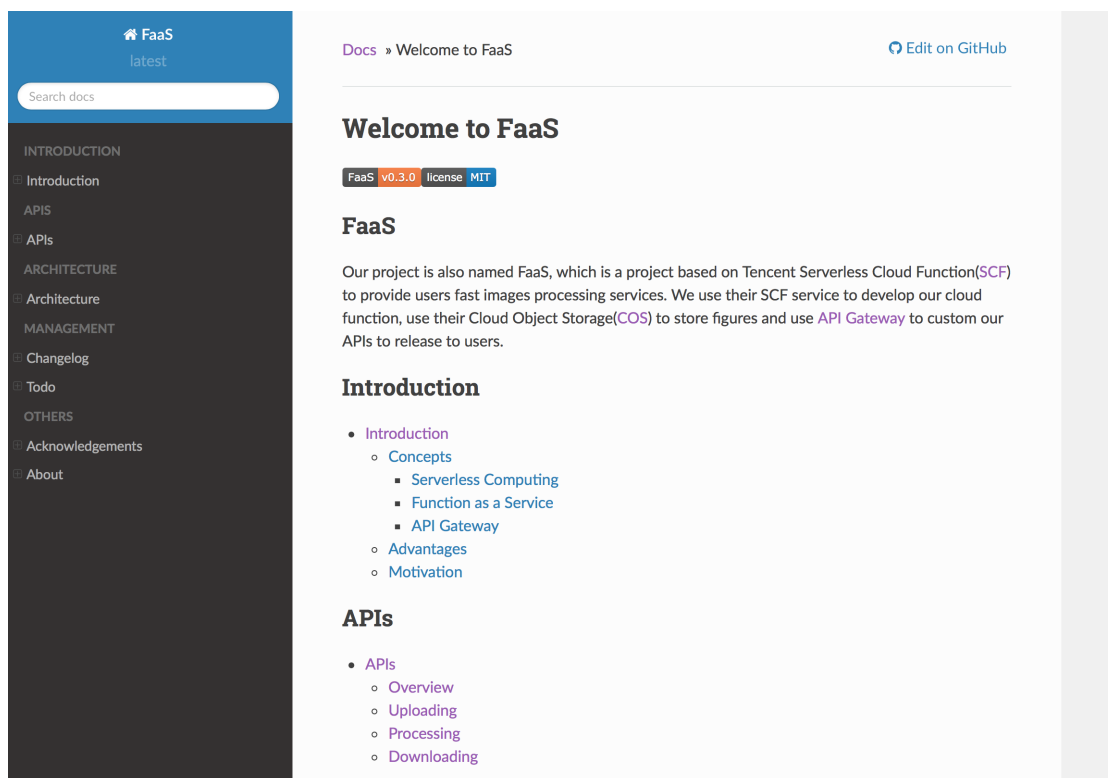 FaaS
latest
Search docs
INTRODUCTION
Introduction
APIS
APIs
ARCHITECTURE
Architecture
MANAGEMENT
Changelog
Todo
OTHERS
Acknowledgements
About
Docs » Welcome to FaaS
Edit on GitHub
Welcome to FaaS
FaaS v0.3.0 license MIT
FaaS
Our project is also named FaaS, which is a project based on Tencent Serverless Cloud Function(SCF)
to provide users fast images processing services. We use their SCF service to develop our cloud
function, use their Cloud Object Storage(COS) to store figures and use API Gateway to custom our
APIs to release to users.
Introduction
Introduction
Concepts
Serverless Computing
Function as a Service
API Gateway
Advantages
Motivation
APIs
APIs
Overview
Uploading
Processing
Downloading